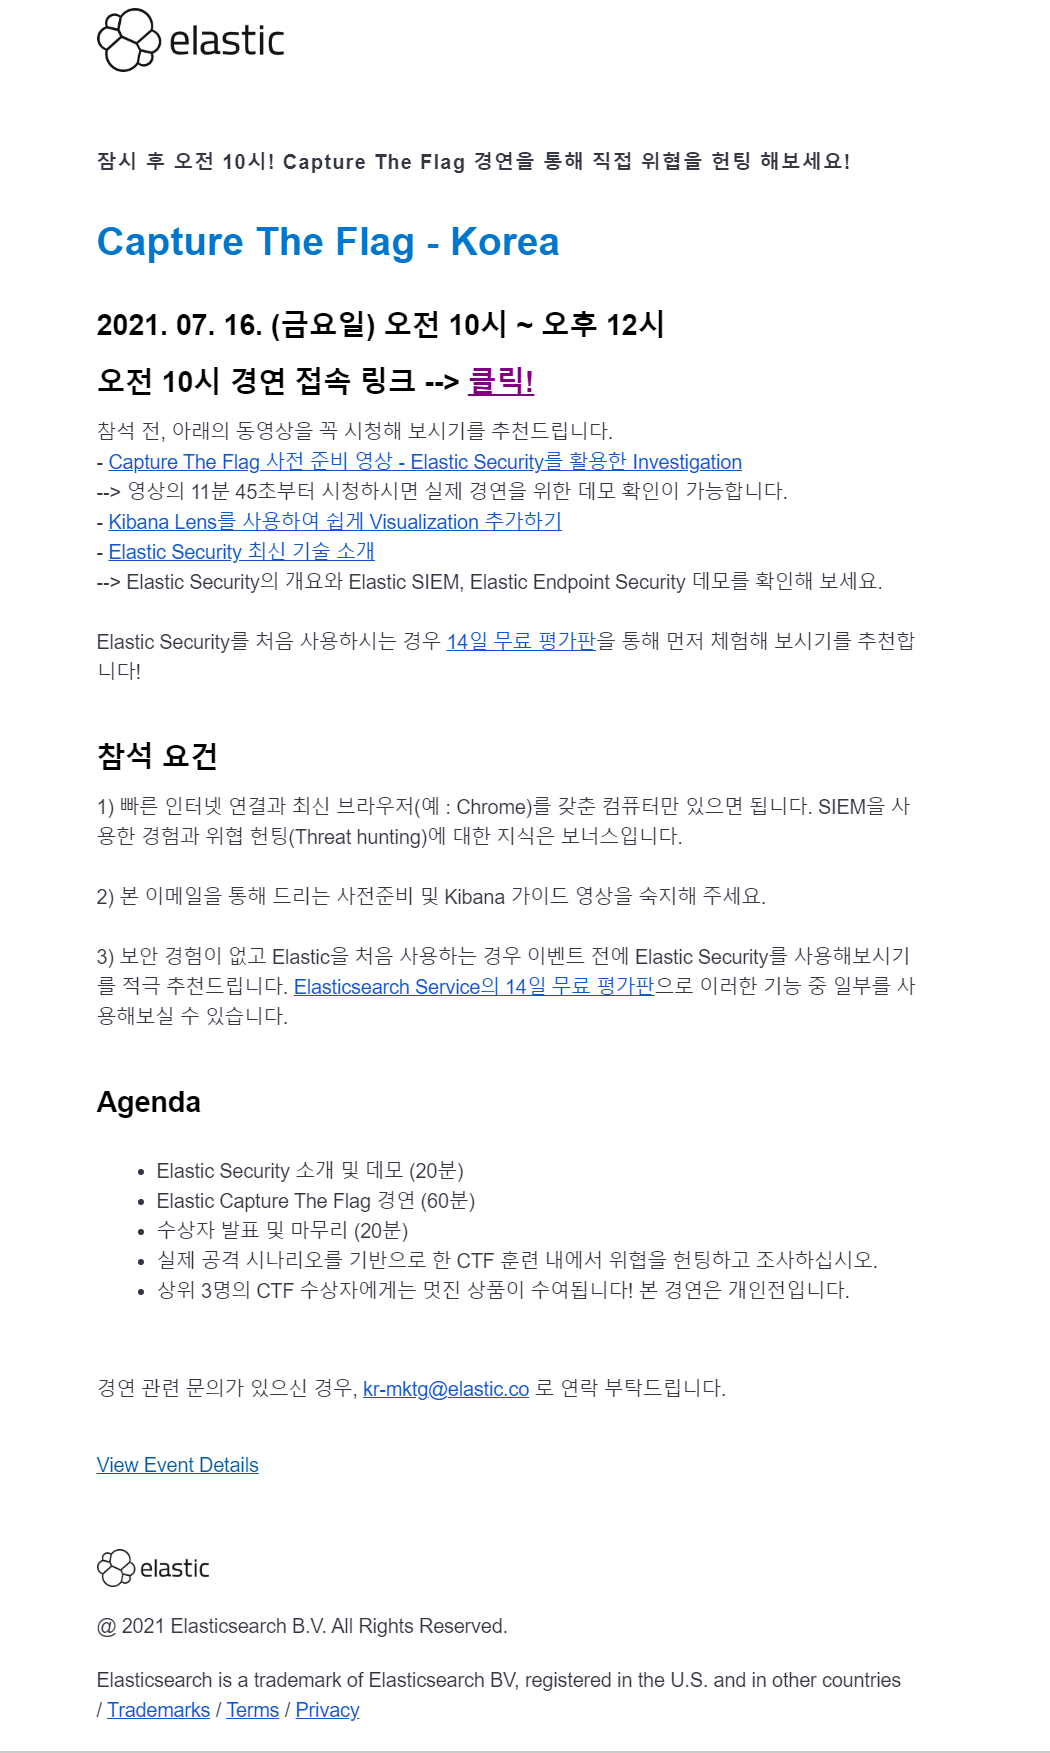 elastic
잠시 후 오전 10시! Capture The Flag 경연을 통해 직접 위협을 헌팅 해보세요!
Capture The Flag - Korea
2021. 07. 16. (금요일) 오전 10시 ~ 오후 12시
오전 10시 경연 접속 링크 --> 클릭!
참석 전, 아래의 동영상을 꼭 시청해 보시기를 추천드립니다.
- Capture The Flag 사전 준비 영상 - Elastic Security를 활용한 Investigation
--> 영상의 11분 45초부터 시청하시면 실제 경연을 위한 데모 확인이 가능합니다.
- Kibana Lens를 사용하여 쉽게 Visualization 추가하기
- Elastic Security 최신 기술 소개
--> Elastic Security의 개요와 Elastic SIEM, Elastic Endpoint Security 데모를 확인해 보세요.
Elastic Security를 처음 사용하시는 경우 14일 무료 평가판을 통해 먼저 체험해 보시기를 추천합
니다!
참석 요건
1) 빠른 인터넷 연결과 최신 브라우저(예 : Chrome)를 갖춘 컴퓨터만 있으면 됩니다. SIEM을 사
용한 경험과 위협 헌팅(Threat hunting)에 대한 지식은 보너스입니다.
2) 본 이메일을 통해 드리는 사전준비 및 Kibana 가이드 영상을 숙지해 주세요.
3) 보안 경험이 없고 Elastic을 처음 사용하는 경우 이벤트 전에 Elastic Security를 사용해보시기
를 적극 추천드립니다. Elasticsearch Service의 14일 무료 평가판으로 이러한 기능 중 일부를 사
용해보실 수 있습니다.
Agenda
• Elastic Security 소개 및 데모 (20분)
• Elastic Capture The Flag 경연 (60분)
• 수상자 발표 및 마무리 (20분)
• 실제 공격 시나리오를 기반으로 한 CTF 훈련 내에서 위협을 헌팅하고 조사하십시오.
• 상위 3명의 CTF 수상자에게는 멋진 상품이 수여됩니다! 본 경연은 개인전입니다.
경연 관련 문의가 있으신 경우, kr-mktg@elastic.co 로 연락 부탁드립니다.
View Event Details
elastic
@ 2021 Elasticsearch B.V. All Rights Reserved.
Elasticsearch is a trademark of Elasticsearch BV, registered in the U.S. and in other countries
/ Trademarks / Terms / Privacy